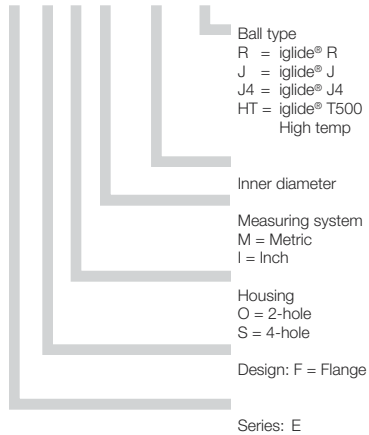 Ball type
R = iglide® R
J = iglide® J
J4 = iglide® J4
HT = iglide® T500
High temp
Inner diameter
Measuring system
M = Metric
I = Inch
Housing
O = 2-hole
S = 4-hole
Design: F = Flange
Series: E